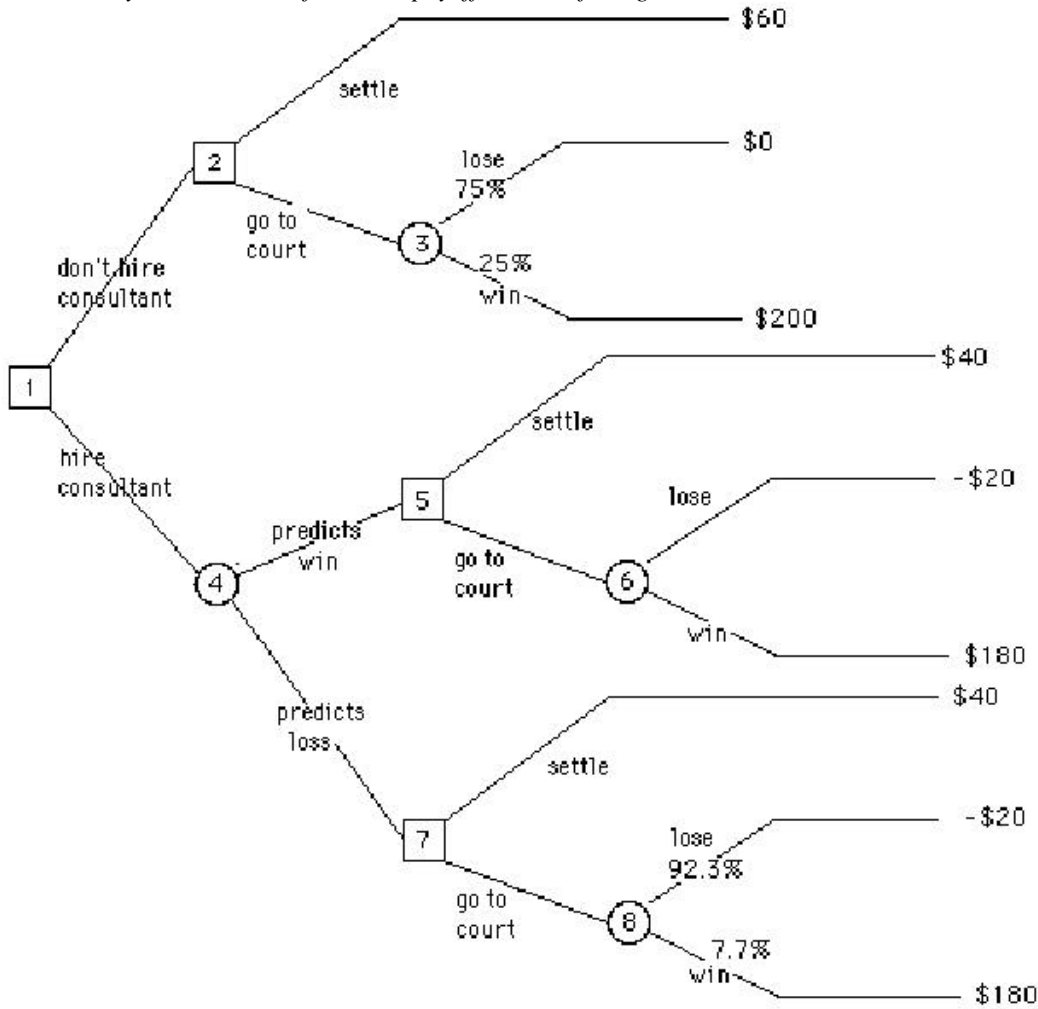 $60
settle
2
$0
lose
75%
go to
court
3
25%
win
don't hire
consultant
$200
1
$40
settle
hire
consultant
5
lose
-$20
predicts
win
go to
court
4
6
win
$180
predicts
loss
$40
settle
7
lose
92.3%
-$20
go to
court
8
7.7%
win
$180